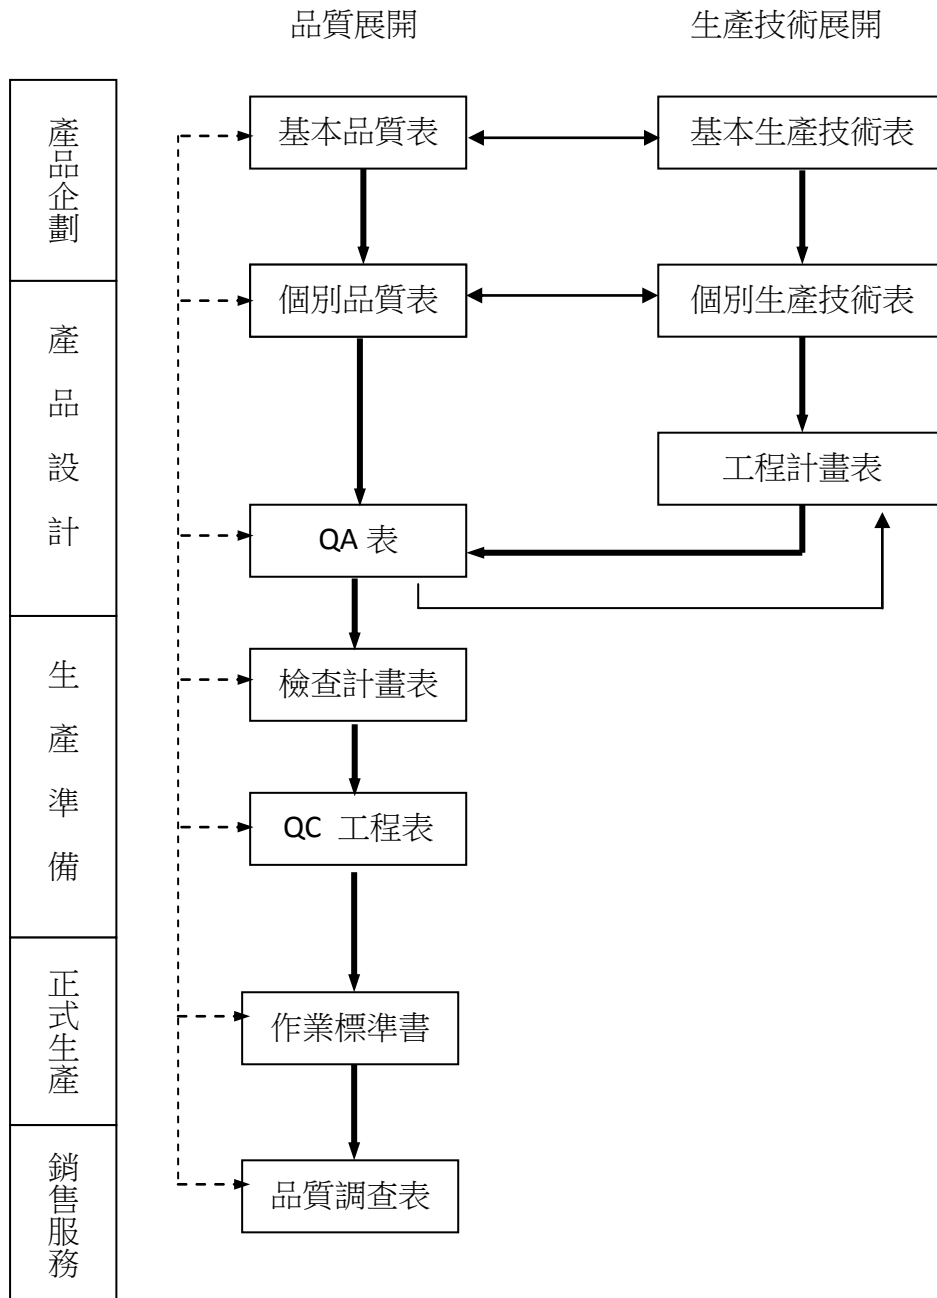 品質展開
生產技術展開
產品企劃
基本品質表
基本生產技術表
產品設計
個別品質表
個別生產技術表
工程計畫表
QA 表
生產準備
檢查計畫表
QC 工程表
正式生產
作業標準書
銷售服務
品質調查表